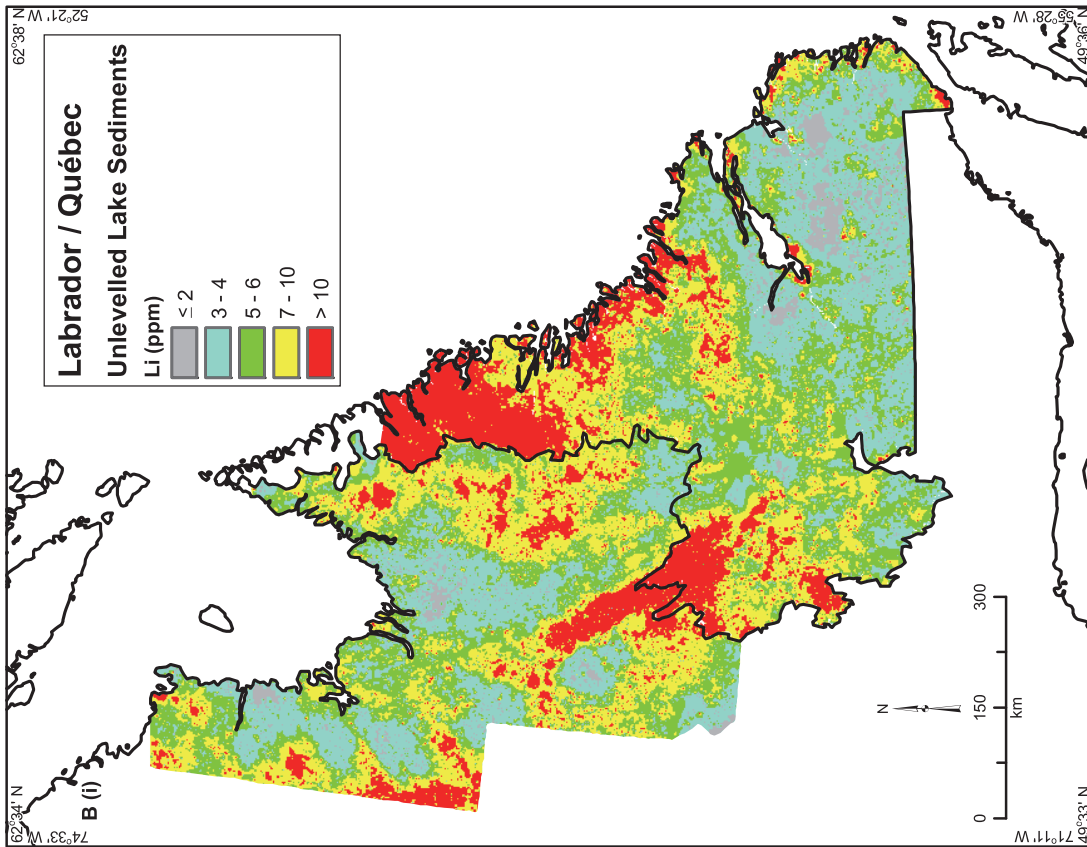 62°38' N
52°21' W
Labrador / Québec
Unlevelled Lake Sediments
Li (ppm)
≤ 2
3 - 4
5 - 6
7 - 10
> 10
B (i)
62°34' N
74°33' W
N
0 150 300
km
71°11' W
49°33' N
55°28' W
49°36' N